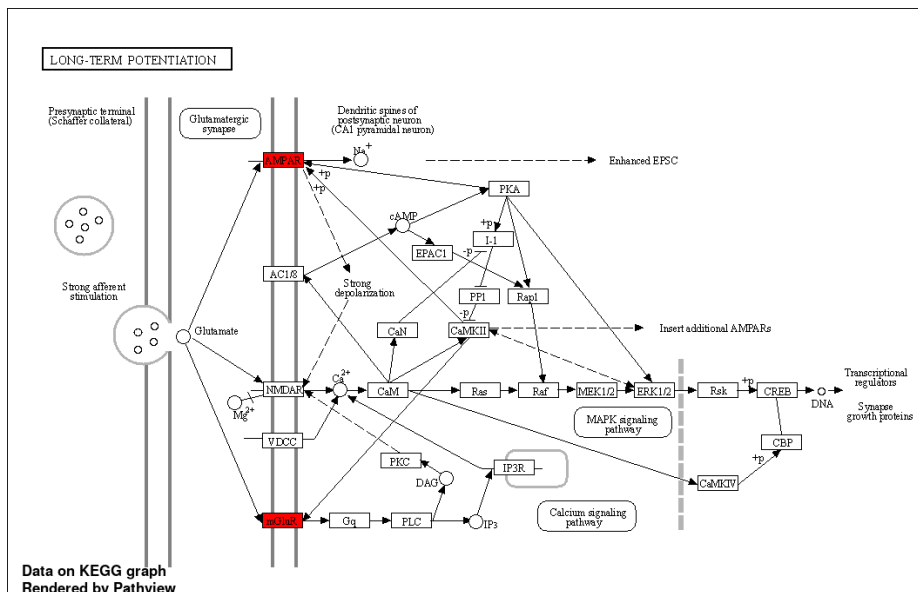 LONG-TERM POTENTIATION
Presynaptic terminal
(Schaffer collateral)
Glutamatergic
synapse
Dendritic spines of
postsynaptic neuron
(CA1 pyramidal neuron)
AMPAR
Na+
Enhanced EPSC
+p
+p
PKA
cAMP
+p
I-1
-p
EPAC1
AC1/8
Strong
depolarization
Strong afferent
stimulation
PP1
Rap1
-p
Glutamate
CaN
CaMKII
Insert additional AMPARs
Ca2+
NMDAR
CaM
Ras
Raf
MEK1/2
ERK1/2
Rsk
+p
CREB
DNA
Transcriptional
regulators
Synapse
growth proteins
Mg2+
MAPK signaling
pathway
VDCC
CBP
PKC
IP3R
+p
DAG
CaMKIV
mGluR
Gq
PLC
IP3
Calcium signaling
pathway
Data on KEGG graph
Rendered by Pathview